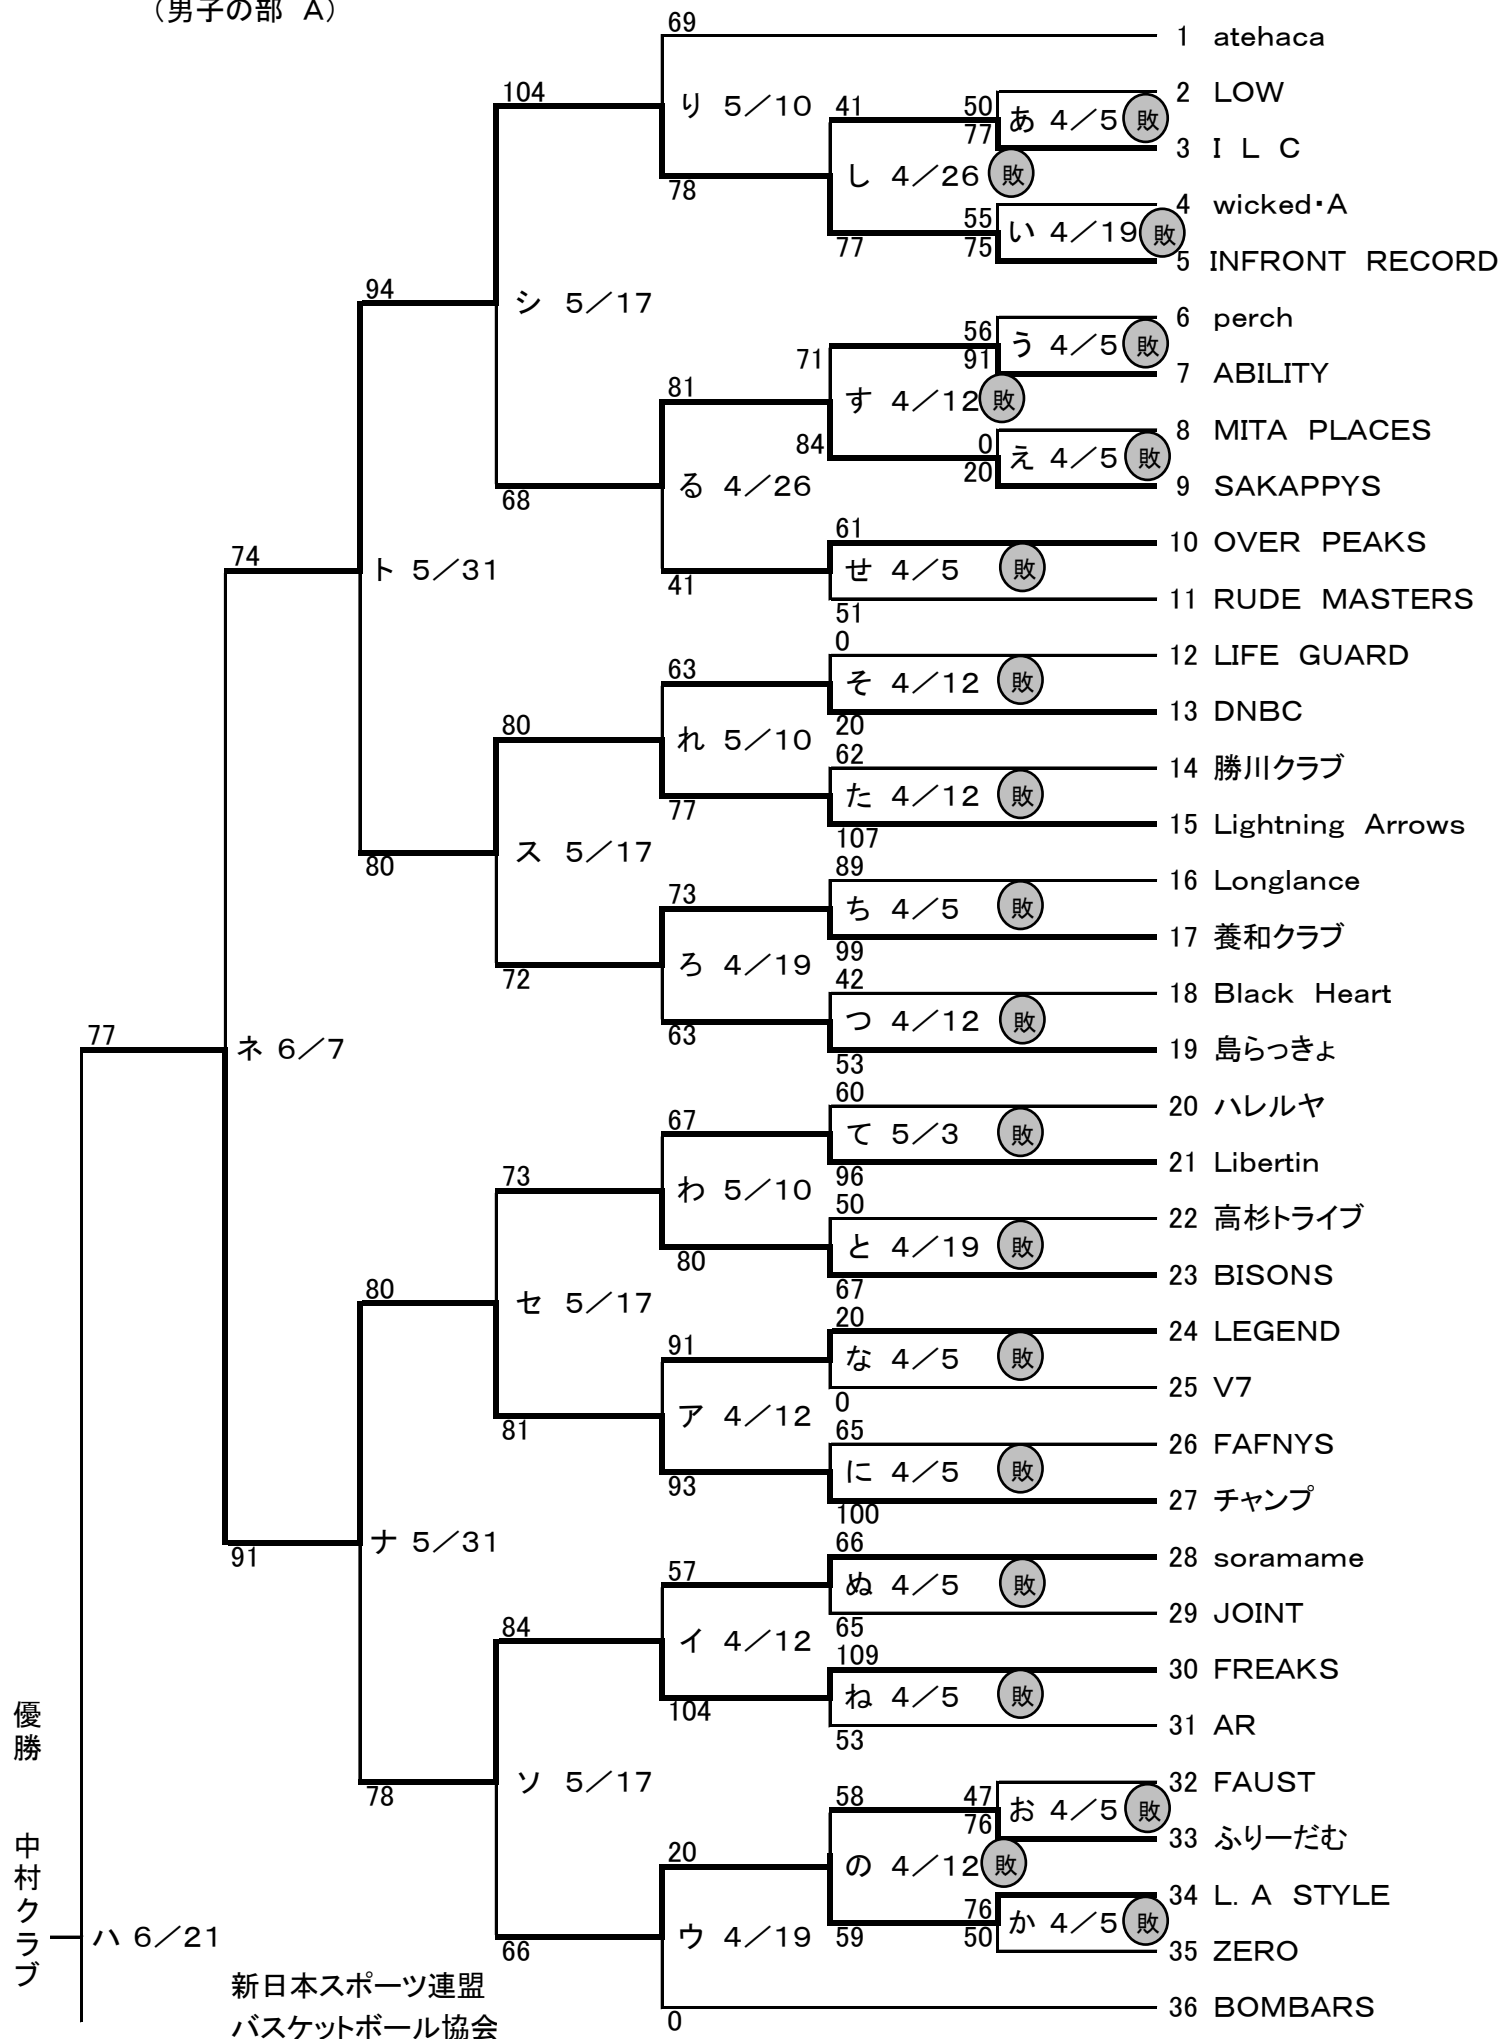 （男子の部　A）
69
1 atehaca
104
2 LOW
り 5／10
41
50
あ 4／5 敗
77
3 I L C
し 4／26 敗
78
4 wicked・A
55
い 4／19 敗
77
75
5 INFRONT RECORD
94
シ 5／17
6 perch
56
う 4／5 敗
71
91
7 ABILITY
81
す 4／12 敗
8 MITA PLACES
84
0
え 4／5 敗
20
る 4／26
9 SAKAPPYS
68
61
10 OVER PEAKS
74
ト 5／31
せ 4／5 敗
41
11 RUDE MASTERS
51
0
12 LIFE GUARD
63
そ 4／12 敗
13 DNBC
80
20
れ 5／10
62
14 勝川クラブ
た 4／12 敗
77
15 Lightning Arrows
107
ス 5／17
80
89
16 Longlance
73
ち 4／5 敗
17 養和クラブ
99
ろ 4／19
72
42
18 Black Heart
つ 4／12 敗
63
77
ネ 6／7
19 島らっきょ
53
60
20 ハレルヤ
67
て 5／3 敗
21 Libertin
73
96
わ 5／10
50
22 高杉トライブ
と 4／19 敗
80
23 BISONS
80
67
セ 5／17
20
24 LEGEND
91
な 4／5 敗
25 V7
0
ア 4／12
81
65
26 FAFNYS
に 4／5 敗
93
27 チャンプ
100
ナ 5／31
91
66
28 soramame
57
ぬ 4／5 敗
29 JOINT
84
65
イ 4／12
109
30 FREAKS
ね 4／5 敗
104
31 AR
53
ソ 5／17
78
32 FAUST
58
47
お 4／5 敗
76
33 ふりーだむ
20
の 4／12 敗
34 L. A STYLE
76
か 4／5 敗
59
50
ウ 4／19
35 ZERO
66
ハ 6／21
優勝　中村クラブ
新日本スポーツ連盟
36 BOMBARS
0
バスケットボール協会